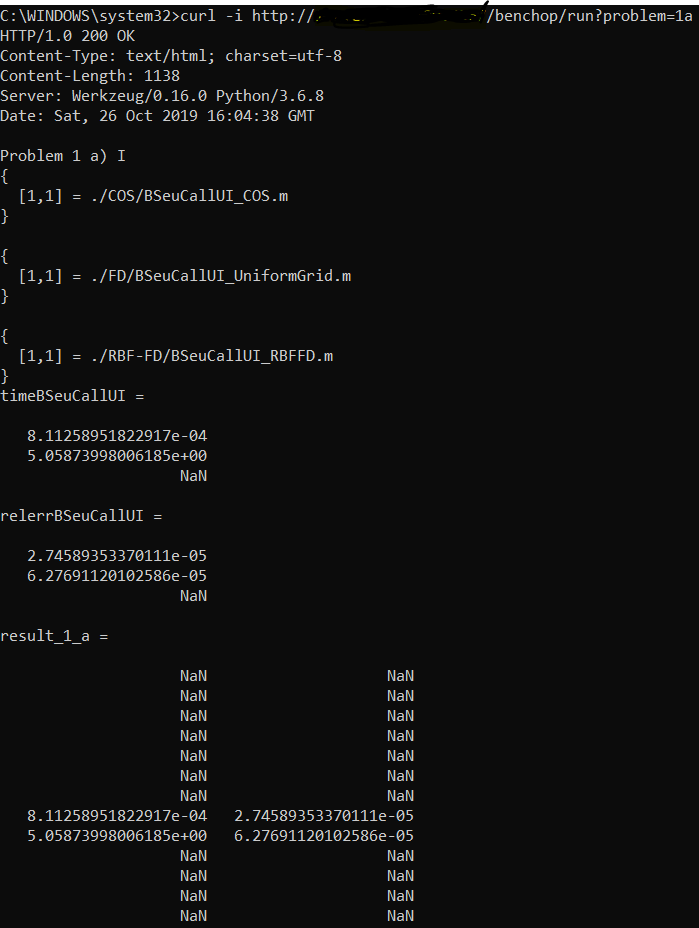 C:\WINDOWS\system32>curl -i http:// /benchop/run?problem=1a
HTTP/1.0 200 OK
Content-Type: text/html; charset=utf-8
Content-Length: 1138
Server: Werkzeug/0.16.0 Python/3.6.8
Date: Sat, 26 Oct 2019 16:04:38 GMT
Problem 1 a) I
{
[1,1] = ./COS/BSeuCallUI_COS.m
}
{
[1,1] = ./FD/BSeuCallUI_UniformGrid.m
}
{
[1,1] = ./RBF-FD/BSeuCallUI_RBFFD.m
}
timeBSeuCallUI =
8.11258951822917e-04
5.05873998006185e+00
NaN
relerrBSeuCallUI =
2.74589353370111e-05
6.27691120102586e-05
NaN
result_1_a =
NaN NaN
NaN NaN
NaN NaN
NaN NaN
NaN NaN
NaN NaN
NaN NaN
8.11258951822917e-04 2.74589353370111e-05
5.05873998006185e+00 6.27691120102586e-05
NaN NaN
NaN NaN
NaN NaN
NaN NaN